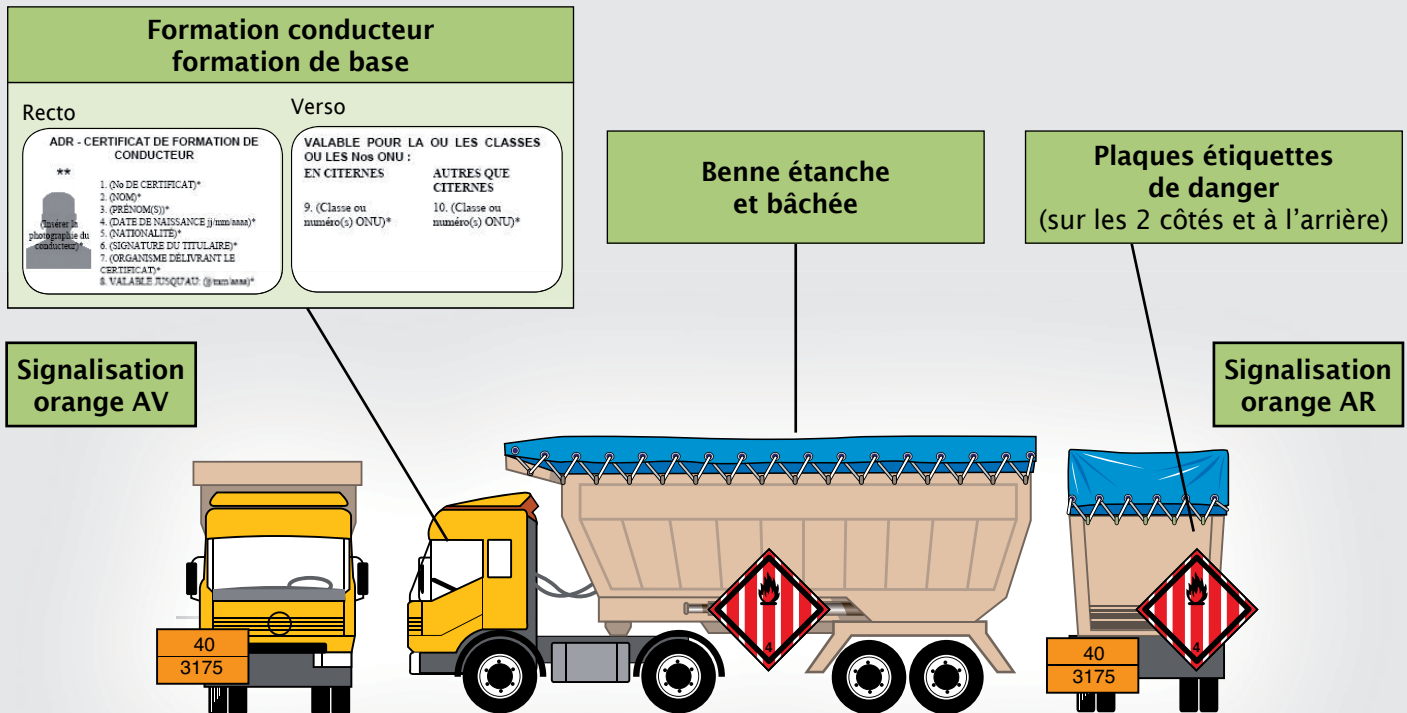 Formation conducteur
formation de base
Recto
ADR - CERTIFICAT DE FORMATION DE
CONDUCTEUR
**
(Insérer la
photographie du
conducteur)*
1. (No DE CERTIFICAT)*
2. (NOM)*
3. (PRÉNOM(S))*
4. (DATE DE NAISSANCE jj/mm/aaaa)*
5. (NATIONALITÉ)*
6. (SIGNATURE DU TITULAIRE)*
7. (ORGANISME DÉLIVRANT LE
CERTIFICAT)*
8. VALABLE JUSQU'AU: (jj/mm/aaaa)*
Verso
VALABLE POUR LA OU LES CLASSES
OU LES Nos ONU :
EN CITERNES
9. (Classe ou
numéro(s) ONU)*
AUTRES QUE
CITERNES
10. (Classe ou
numéro(s) ONU)*
Benne étanche
et bâchée
Plaques étiquettes
de danger
(sur les 2 côtés et à l'arrière)
Signalisation
orange AV
Signalisation
orange AR
40
3175
4
40
3175
4